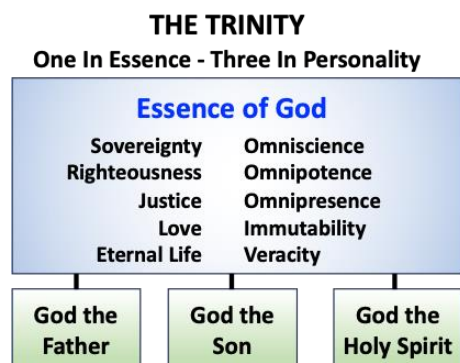 THE TRINITY
One In Essence - Three In Personality
Essence of God
Sovereignty Omniscience
Righteousness Omnipotence
Justice Omnipresence
Love Immutability
Eternal Life Veracity
God the Father
God the Son
God the Holy Spirit